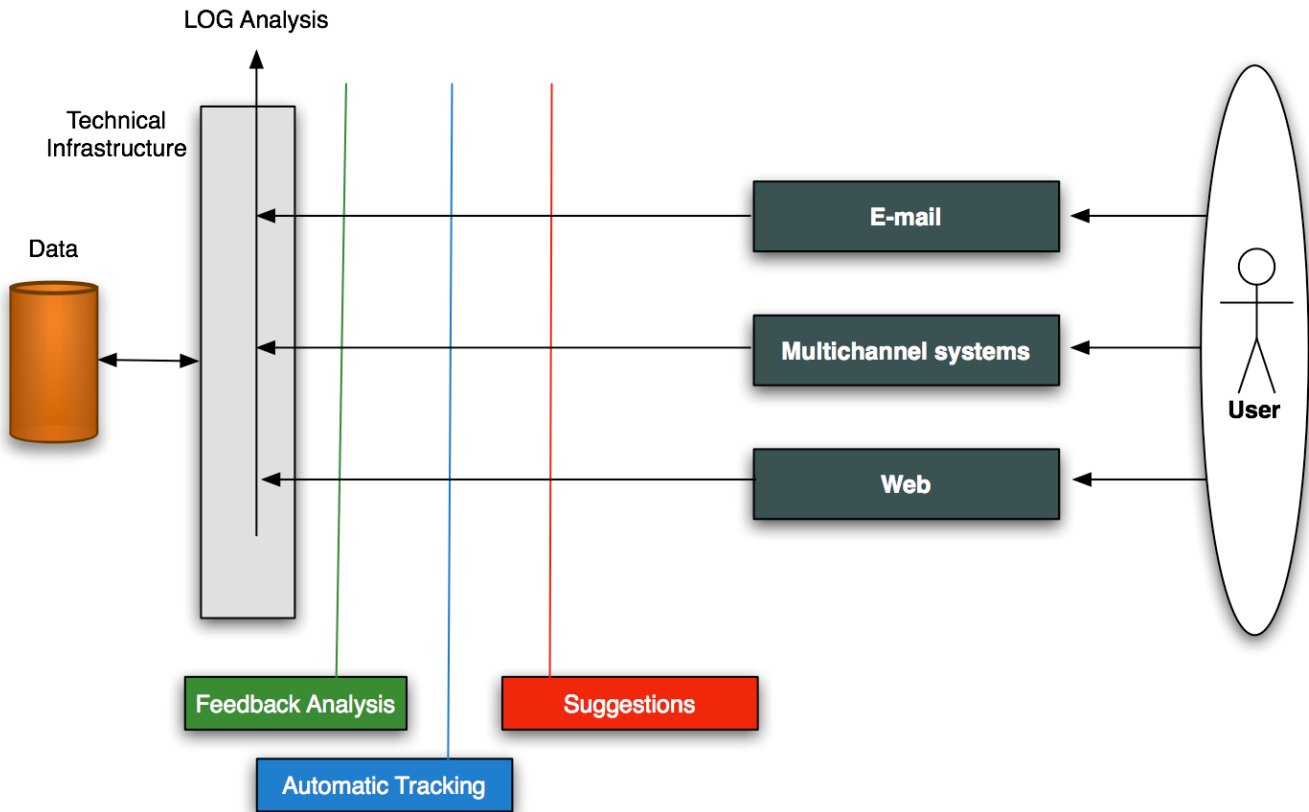 LOG Analysis
Technical
Infrastructure
E-mail
Data
Multichannel systems
User
Web
Feedback Analysis
Suggestions
Automatic Tracking